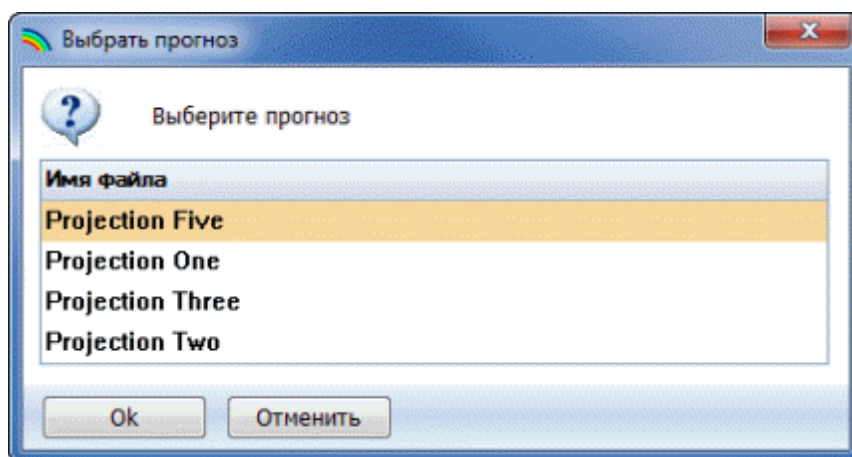 Выбрать прогноз
Выберите прогноз
Имя файла
Projection Five
Projection One
Projection Three
Projection Two
Ok Отменить